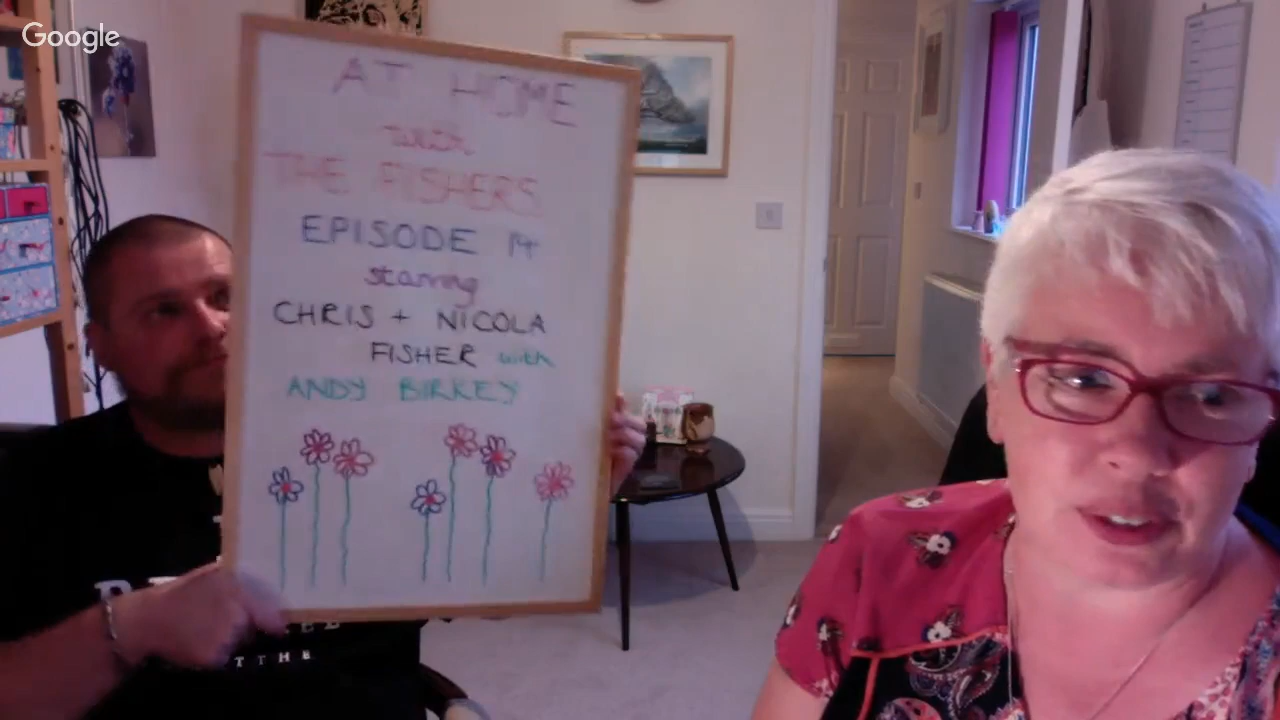 Google
AT HOME
with
THE FISHERS
EPISODE 14
starring
CHRIS + NICOLA
FISHER with
ANDY BIRKEY